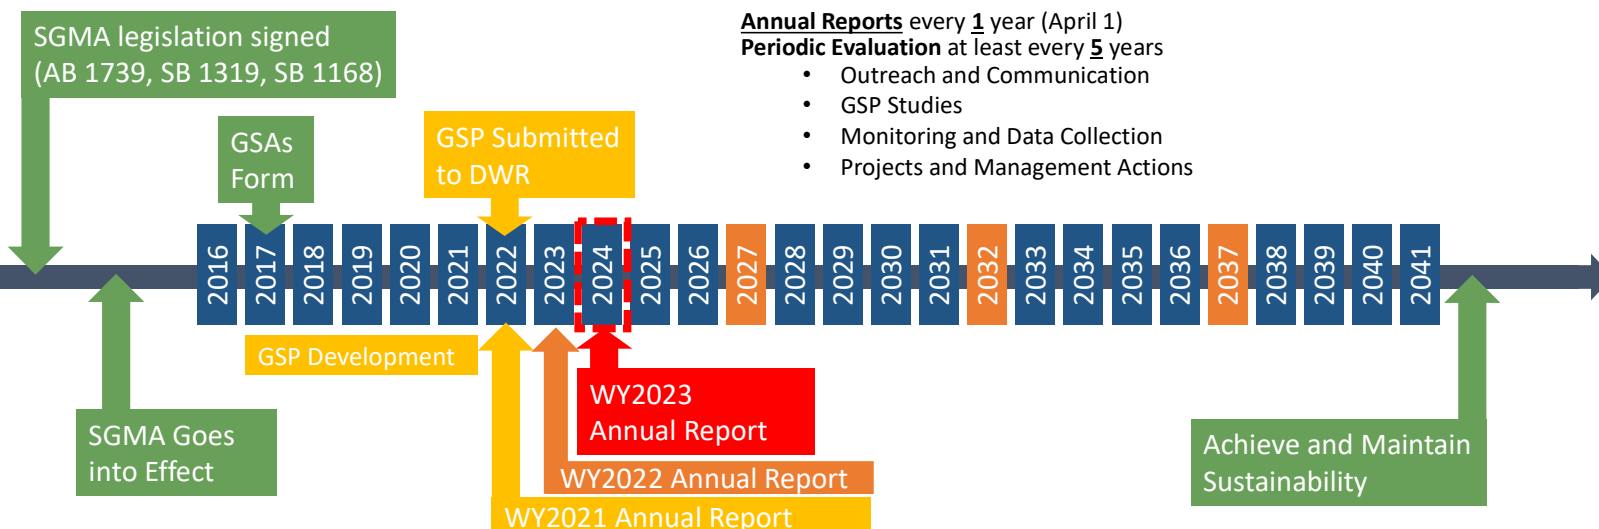 SGMA legislation signed
(AB 1739, SB 1319, SB 1168)
Annual Reports every 1 year (April 1)
Periodic Evaluation at least every 5 years
• Outreach and Communication
• GSP Studies
• Monitoring and Data Collection
• Projects and Management Actions
GSAs
Form
GSP Submitted
to DWR
2016
2017
2018
2019
2020
2021
2022
2023
2024
2025
2026
2027
2028
2029
2030
2031
2032
2033
2034
2035
2036
2037
2038
2039
2040
2041
GSP Development
SGMA Goes
into Effect
WY2023
Annual Report
WY2022 Annual Report
WY2021 Annual Report
Achieve and Maintain
Sustainability